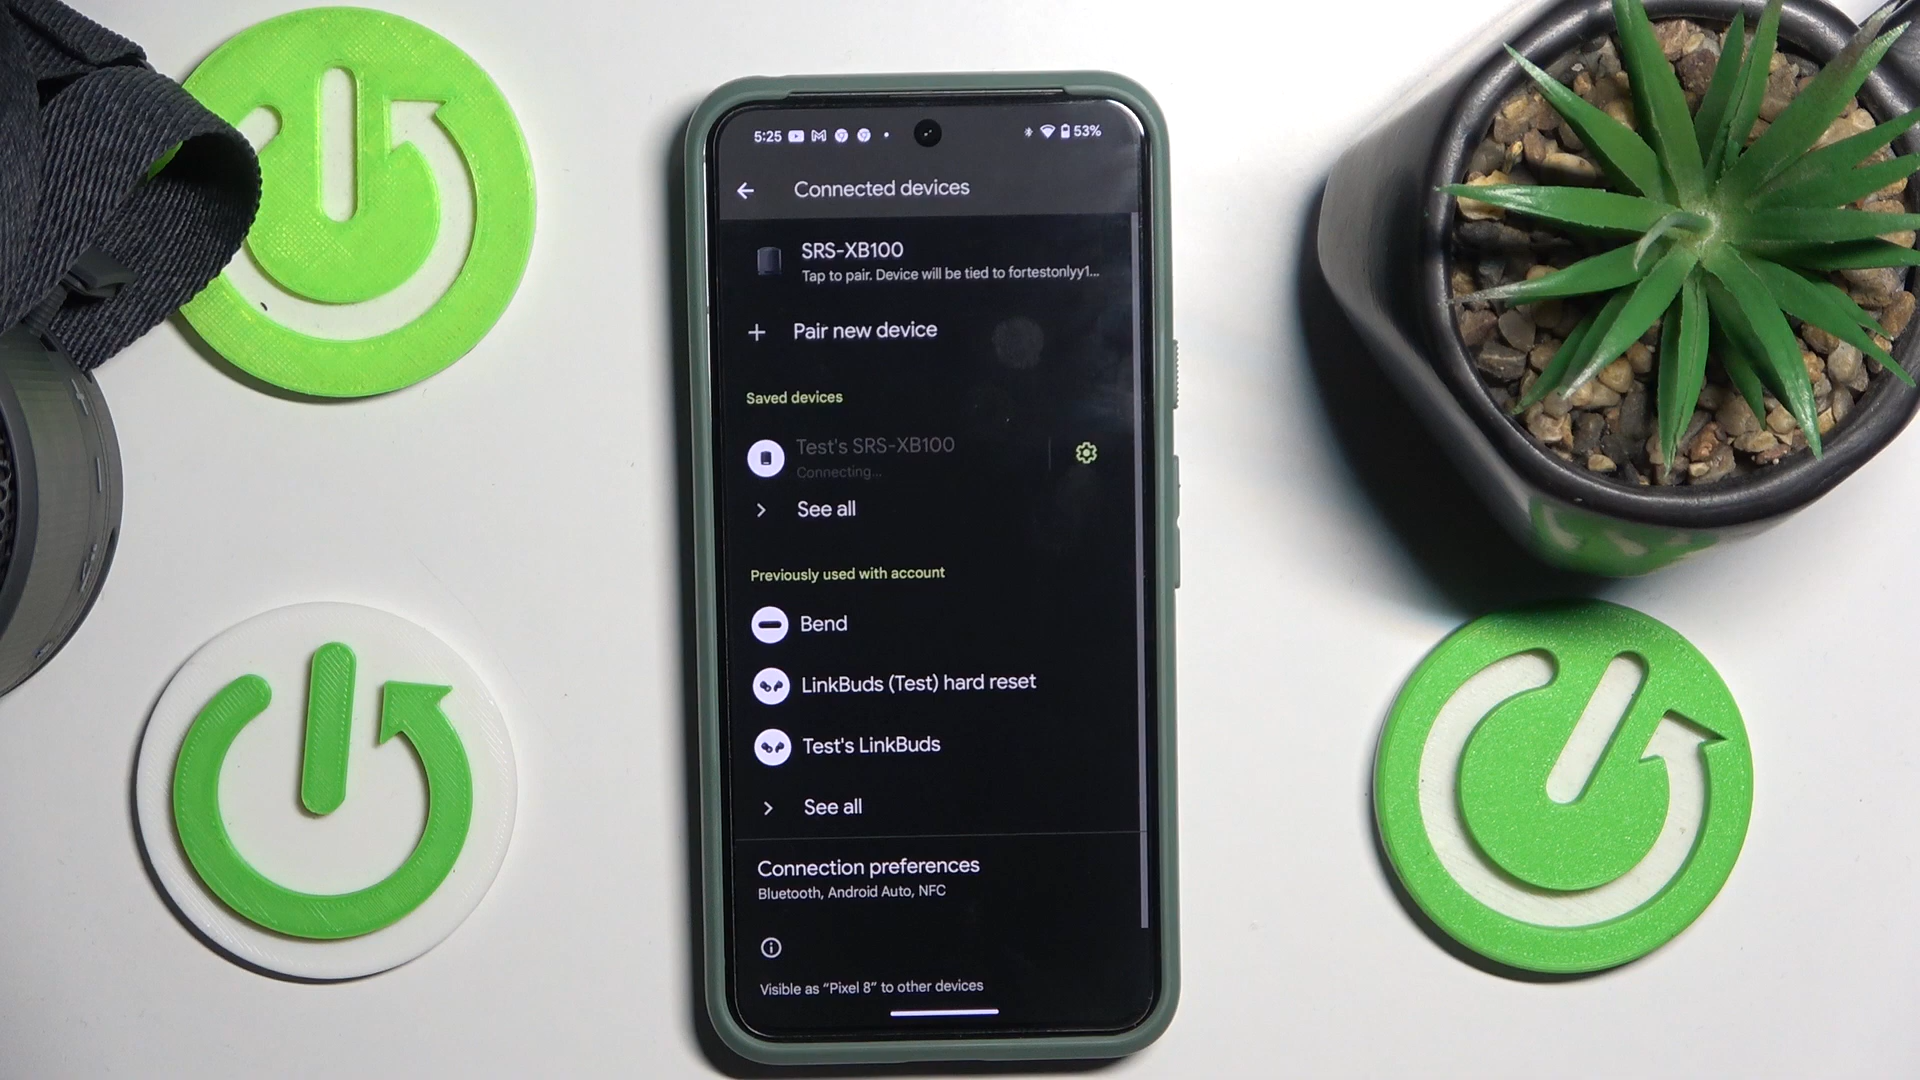 5:25 53%
Connected devices
SRS-XB100
Tap to pair. Device will be tied to fortestonlyy1...
Pair new device
Saved devices
Test's SRS-XB100
Connecting...
See all
Previously used with account
Bend
LinkBuds (Test) hard reset
Test's LinkBuds
See all
Connection preferences
Bluetooth, Android Auto, NFC
Visible as “Pixel 8” to other devices